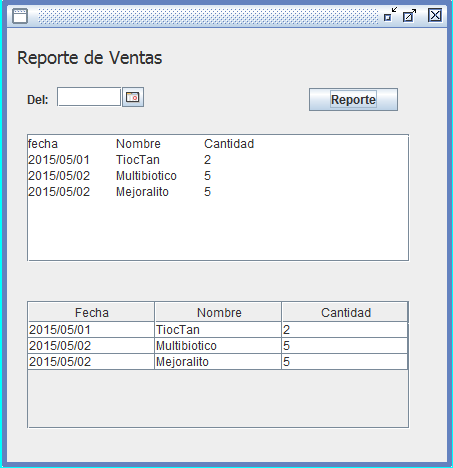 Reporte de Ventas
Del: Reporte
fecha Nombre Cantidad
2015/05/01 TiocTan 2
2015/05/02 Multibiotico 5
2015/05/02 Mejoralito 5
Fecha Nombre Cantidad
2015/05/01 TiocTan 2
2015/05/02 Multibiotico 5
2015/05/02 Mejoralito 5